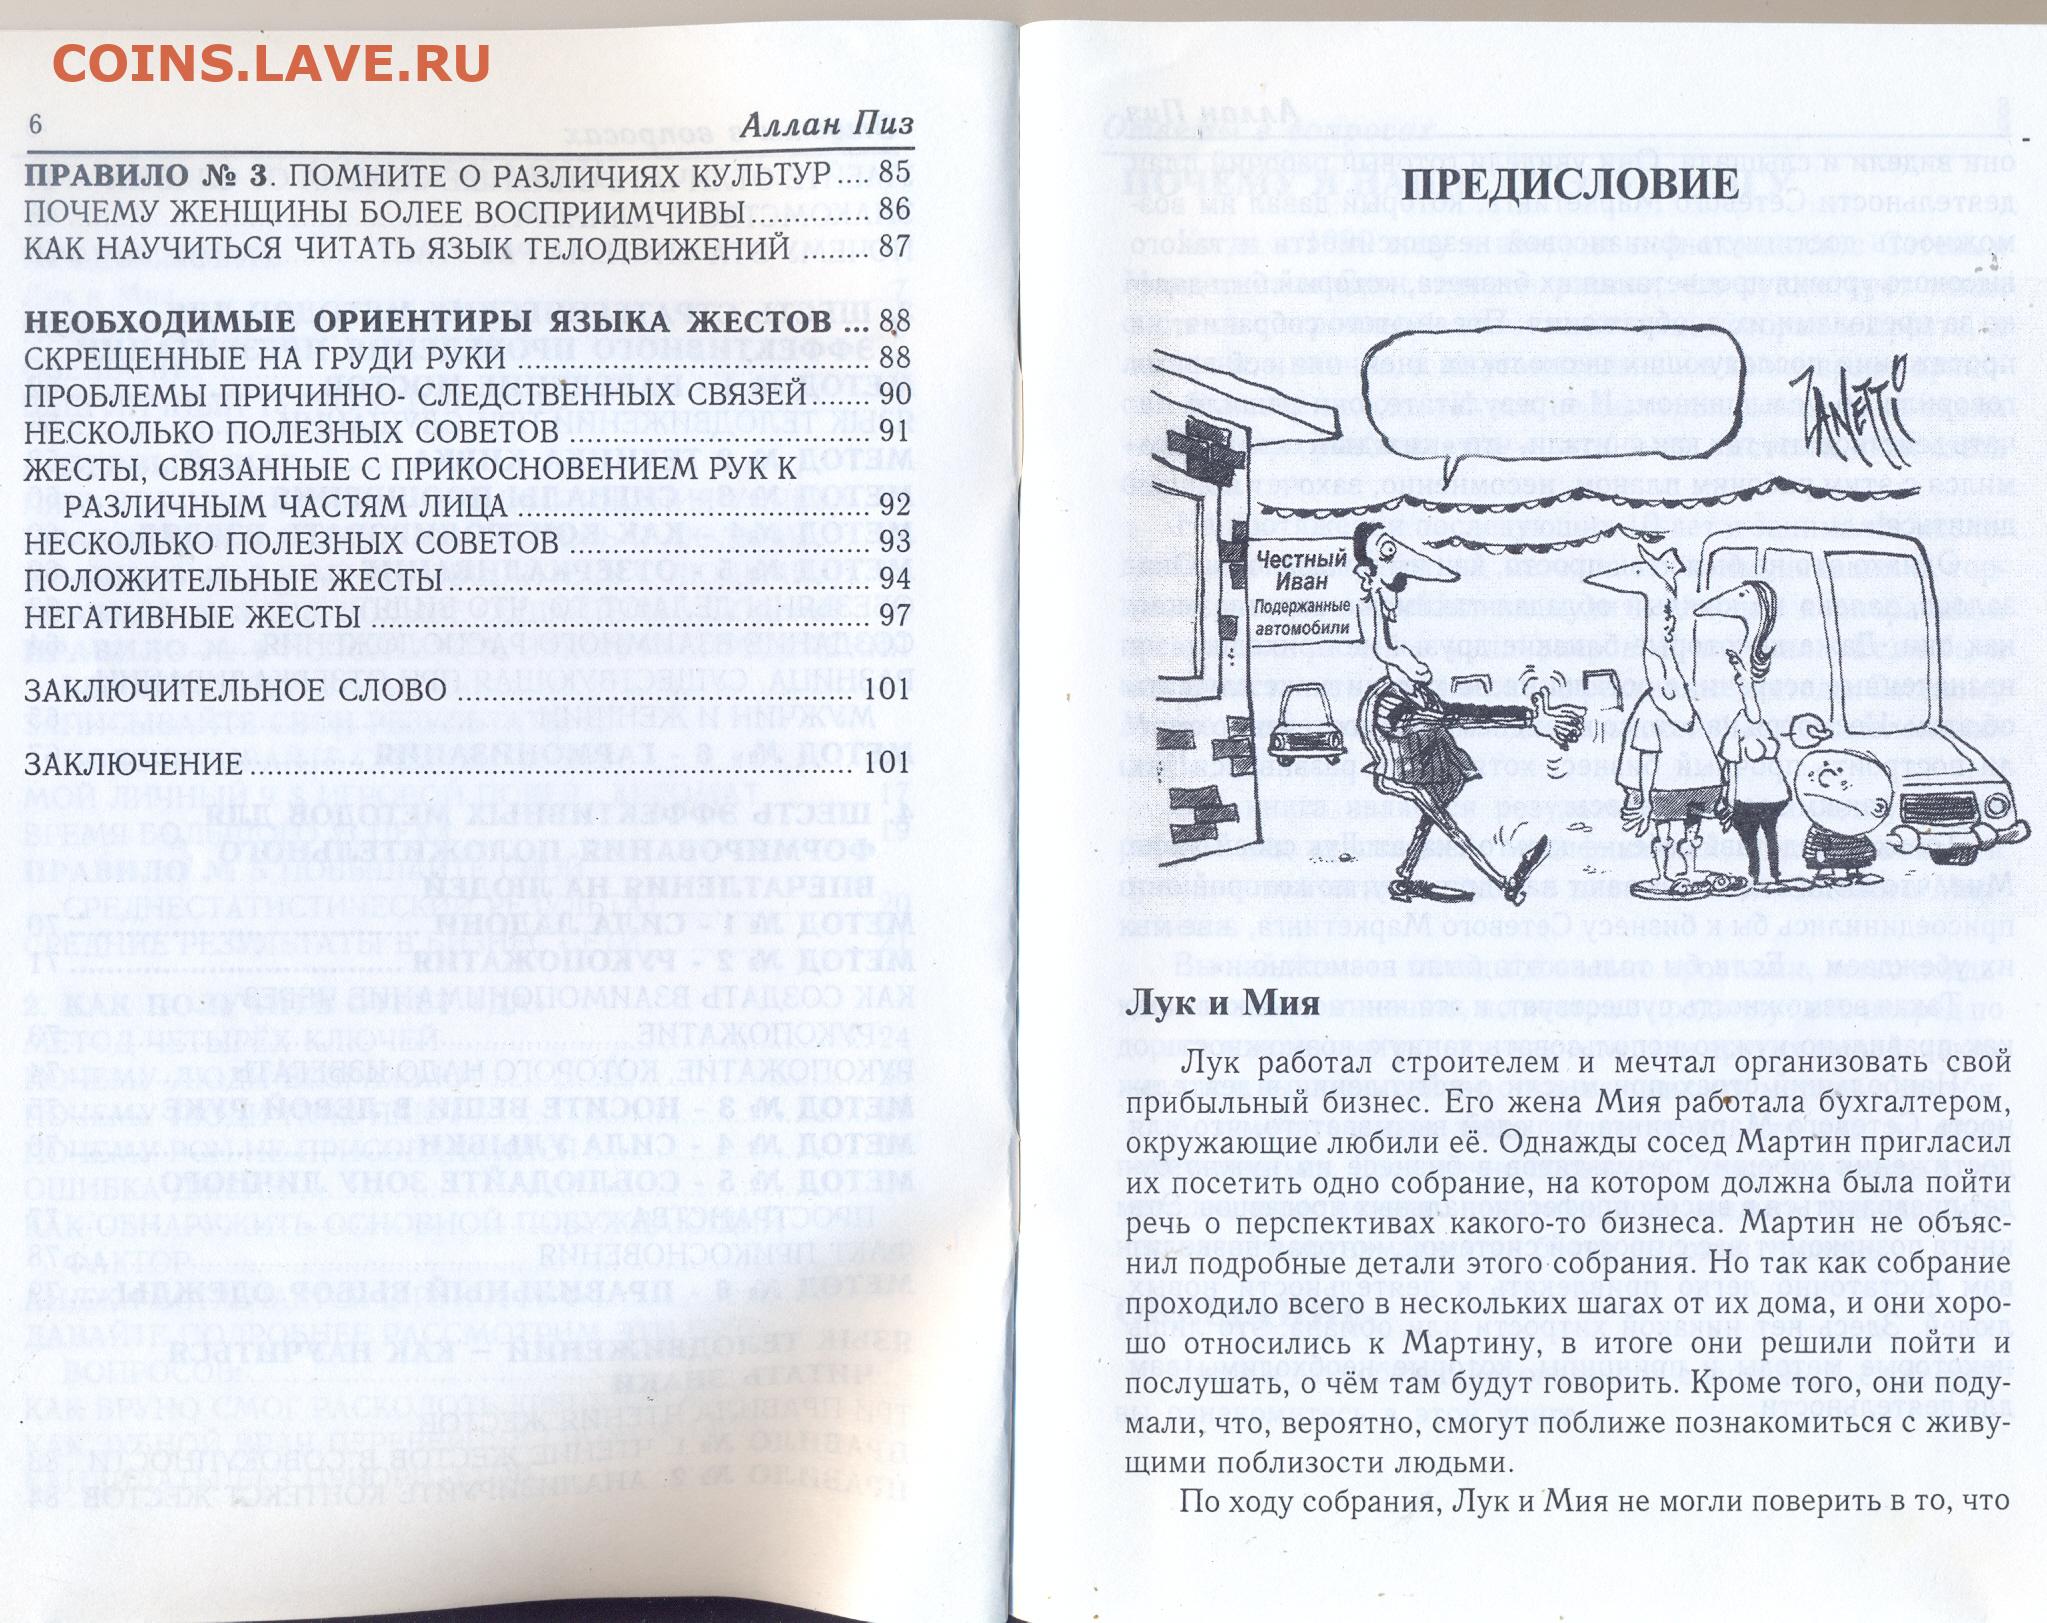 COINS.LAVE.RU
6 Аллан Пиз
ПРАВИЛО № 3. ПОМНИТЕ О РАЗЛИЧИЯХ КУЛЬТУР .... 85
ПОЧЕМУ ЖЕНЩИНЫ БОЛЕЕ ВОСПРИИМЧИВЫ ............. 86
КАК НАУЧИТЬСЯ ЧИТАТЬ ЯЗЫК ТЕЛОДВИЖЕНИЙ ....... 87
НЕОБХОДИМЫЕ ОРИЕНТИРЫ ЯЗЫКА ЖЕСТОВ ... 88
СКРЕЩЕННЫЕ НА ГРУДИ РУКИ ........................................ 88
ПРОБЛЕМЫ ПРИЧИННО-СЛЕДСТВЕННЫХ СВЯЗЕЙ ...... 90
НЕСКОЛЬКО ПОЛЕЗНЫХ СОВЕТОВ .................................. 91
ЖЕСТЫ, СВЯЗАННЫЕ С ПРИКОСНОВЕНИЕМ РУК К
РАЗЛИЧНЫМ ЧАСТЯМ ЛИЦА ....................................... 92
НЕСКОЛЬКО ПОЛЕЗНЫХ СОВЕТОВ .................................. 93
ПОЛОЖИТЕЛЬНЫЕ ЖЕСТЫ .............................................. 94
НЕГАТИВНЫЕ ЖЕСТЫ ...................................................... 97
ЗАКЛЮЧИТЕЛЬНОЕ СЛОВО ............................................ 101
ЗАКЛЮЧЕНИЕ ................................................................. 101
ПРЕДИСЛОВИЕ
ZANETTI
Честный
Иван
Подержанные
автомобили
Лук и Мия
Лук работал строителем и мечтал организовать свой
прибыльный бизнес. Его жена Мия работала бухгалтером,
окружающие любили её. Однажды сосед Мартин пригласил
их посетить одно собрание, на котором должна была пойти
речь о перспективах какого-то бизнеса. Мартин не объяс-
нил подробные детали этого собрания. Но так как собрание
проходило всего в нескольких шагах от их дома, и они хоро-
шо относились к Мартину, в итоге они решили пойти и
послушать, о чём там будут говорить. Кроме того, они поду-
мали, что, вероятно, смогут поближе познакомиться с живу-
щими поблизости людьми.
По ходу собрания, Лук и Мия не могли поверить в то, что